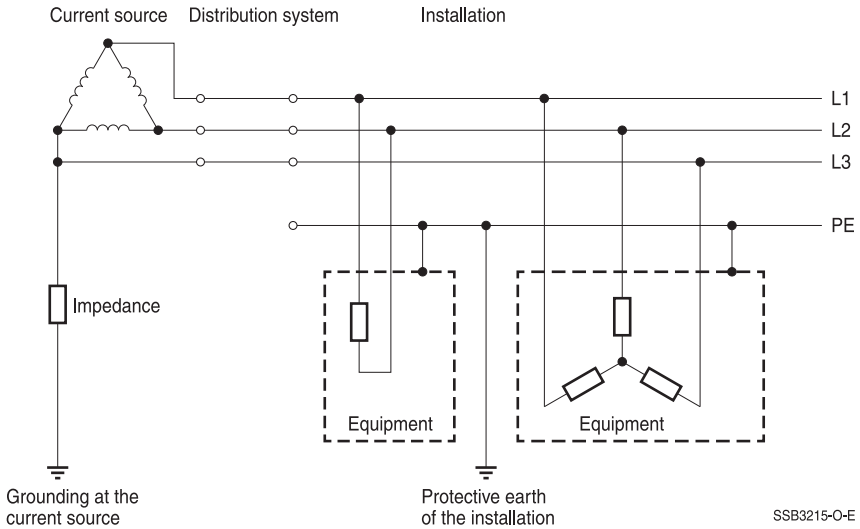 Current source
Distribution system
Installation
L1
L2
L3
PE
Impedance
Equipment
Equipment
Grounding at the
current source
Protective earth
of the installation
SSB3215-O-E